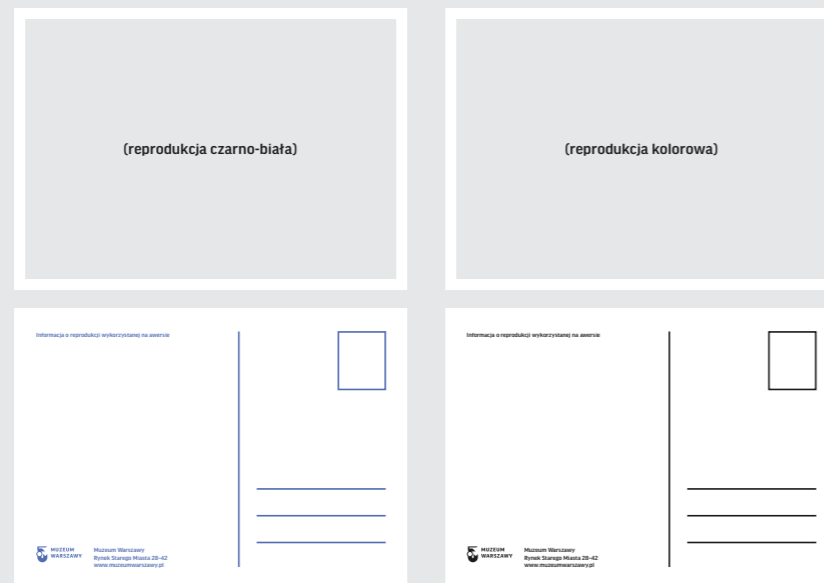 (reprodukcja czarno-biała)
(reprodukcja kolorowa)
Informacja o reprodukcji wykorzystanej na awersie
MUZEUM
WARSZAWY
Muzeum Warszawy
Rynek Starego Miasta 28-42
www.muzeumwarszawy.pl
Informacja o reprodukcji wykorzystanej na awersie
MUZEUM
WARSZAWY
Muzeum Warszawy
Rynek Starego Miasta 28-42
www.muzeumwarszawy.pl